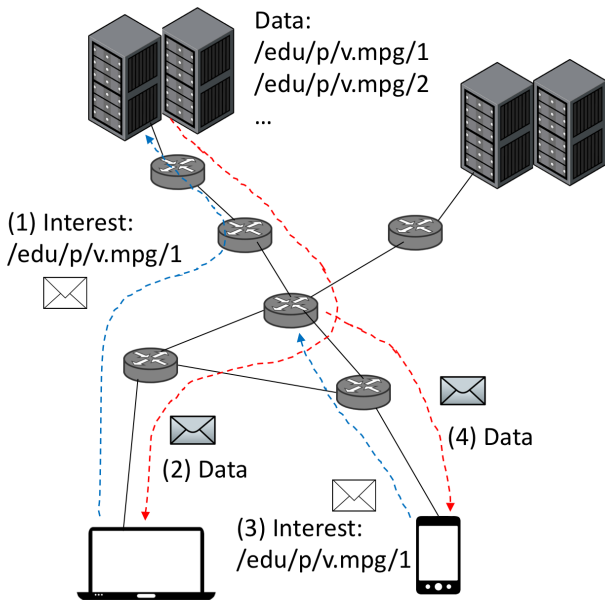 Data:
/edu/p/v.mpg/1
/edu/p/v.mpg/2
...
(1) Interest:
/edu/p/v.mpg/1
(2) Data
(4) Data
(3) Interest:
/edu/p/v.mpg/1